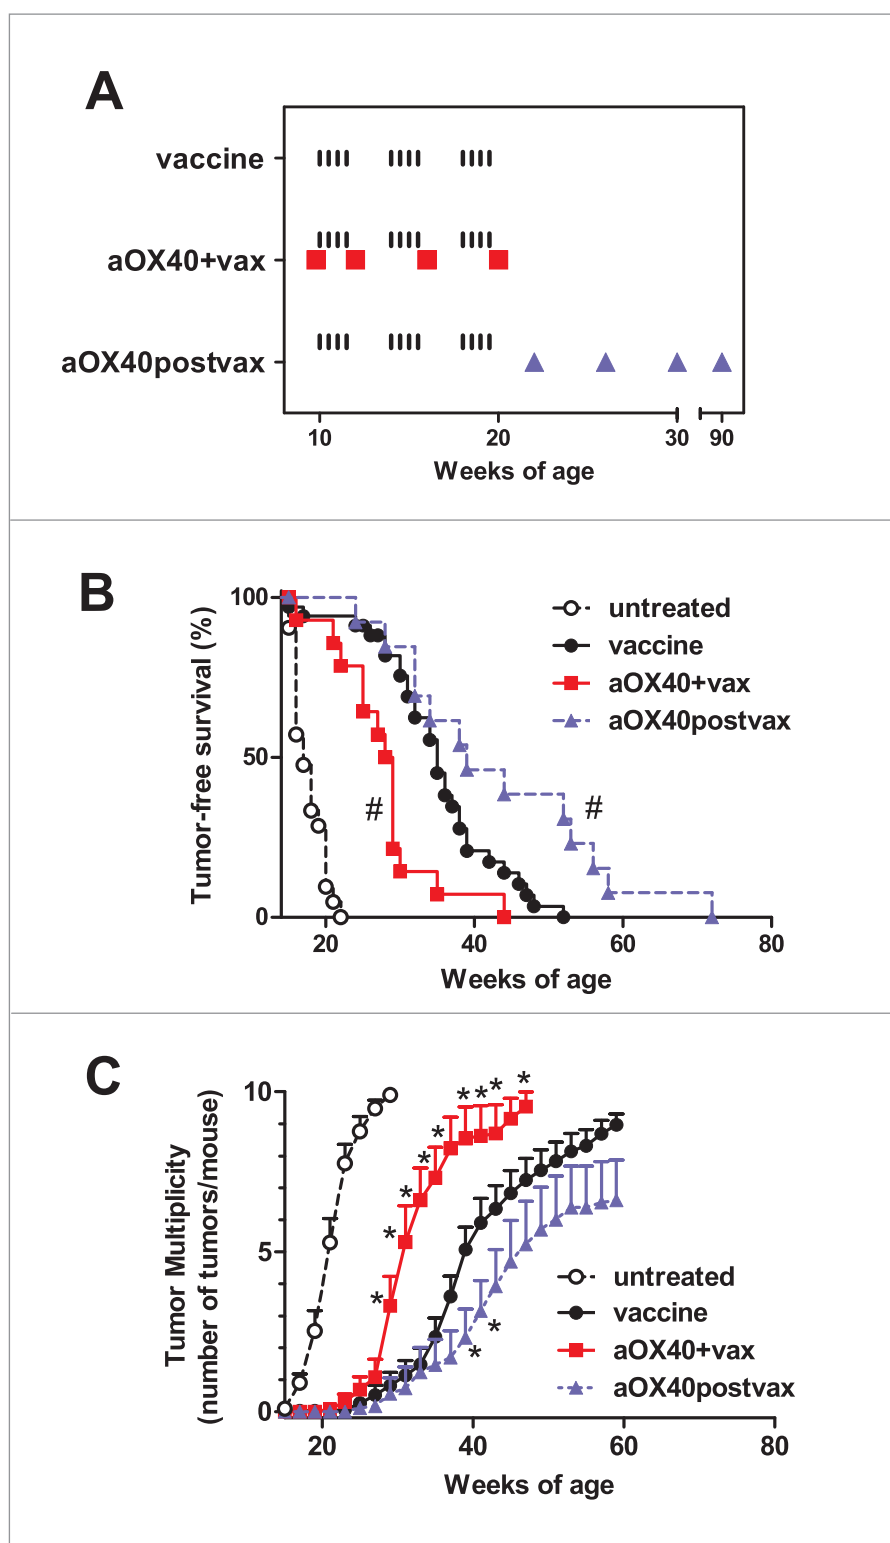 A
vaccine
aOX40+vax
aOX40postvax
10 20 30 90
Weeks of age
B
Tumor-free survival (%)
100
50
0
untreated
vaccine
aOX40+vax
aOX40postvax
#
#
20 40 60 80
Weeks of age
C
Tumor Multiplicity
(number of tumors/mouse)
10
5
0
* * * *
*
*
*
*
*
*
*
untreated
vaccine
aOX40+vax
aOX40postvax
20 40 60 80
Weeks of age